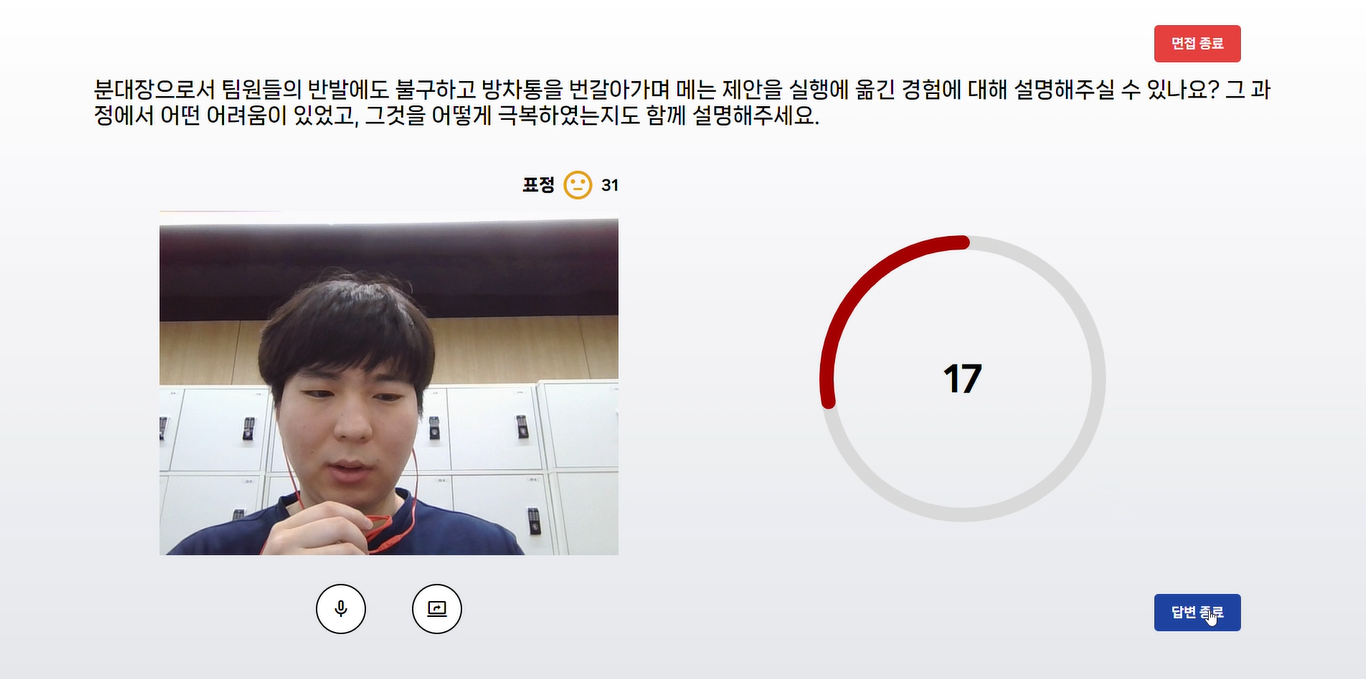 면접 종료
분대장으로서 팀원들의 반발에도 불구하고 방차통을 번갈아가며 메는 제안을 실행에 옮긴 경험에 대해 설명해주실 수 있나요? 그 과
정에서 어떤 어려움이 있었고, 그것을 어떻게 극복하였는지도 함께 설명해주세요.
표정 31
17
답변 종료